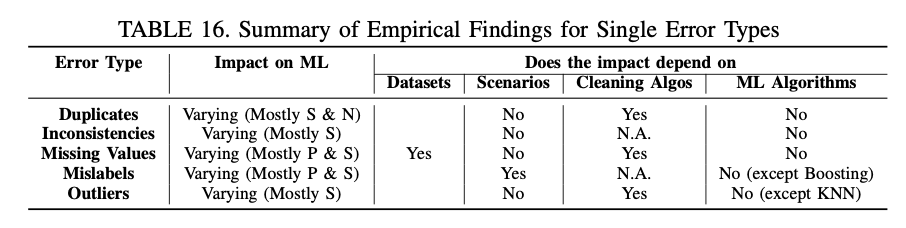 TABLE 16. Summary of Empirical Findings for Single Error Types
Error Type Impact on ML Does the impact depend on
Datasets Scenarios Cleaning Algos ML Algorithms
Duplicates Varying (Mostly S & N) No Yes No
Inconsistencies Varying (Mostly S) No N.A. No
Missing Values Varying (Mostly P & S) Yes No Yes No
Mislabels Varying (Mostly P & S) Yes N.A. No (except Boosting)
Outliers Varying (Mostly S) No Yes No (except KNN)